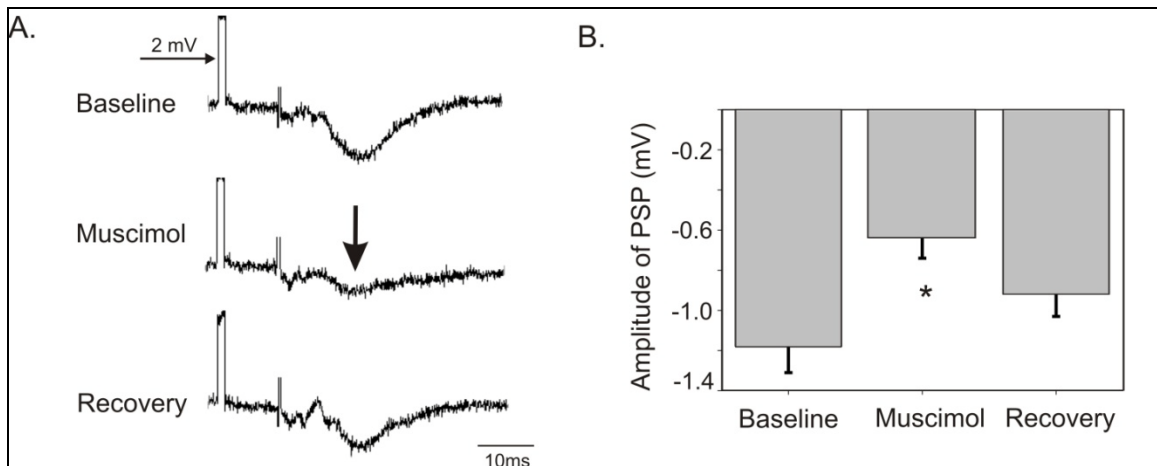 A.
2 mV
Baseline
Muscimol
Recovery
10ms
B.
Amplitude of PSP (mV)
-0.2
-0.6
-1.0
-1.4
*
Baseline Muscimol Recovery